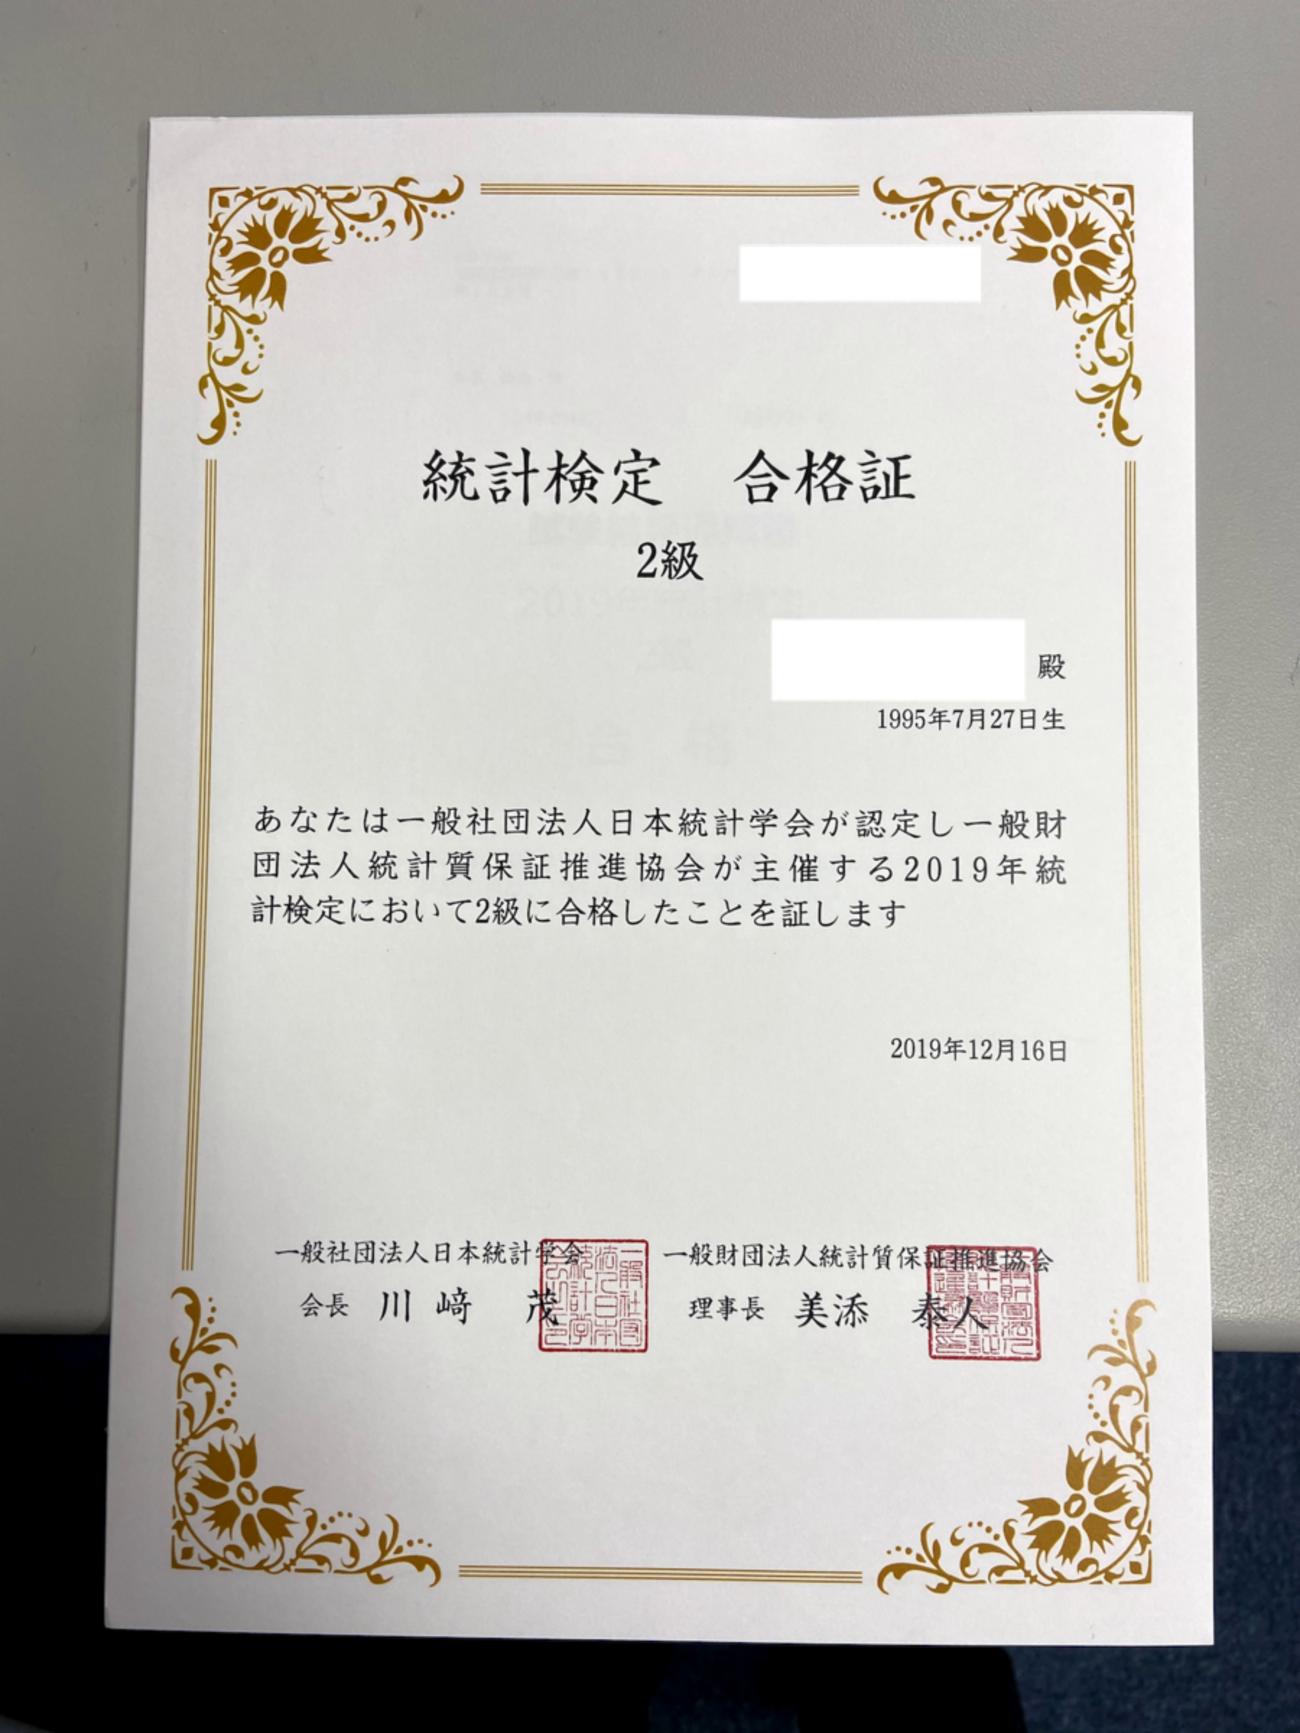 統計検定　合格証
2級
殿
1995年7月27日生
あなたは一般社団法人日本統計学会が認定し一般財
団法人統計質保証推進協会が主催する2019年統
計検定において2級に合格したことを証します
2019年12月16日
一般社団法人日本統計学会
会長　川﨑　茂
一般財団法人統計質保証推進協会
理事長　美添　泰人